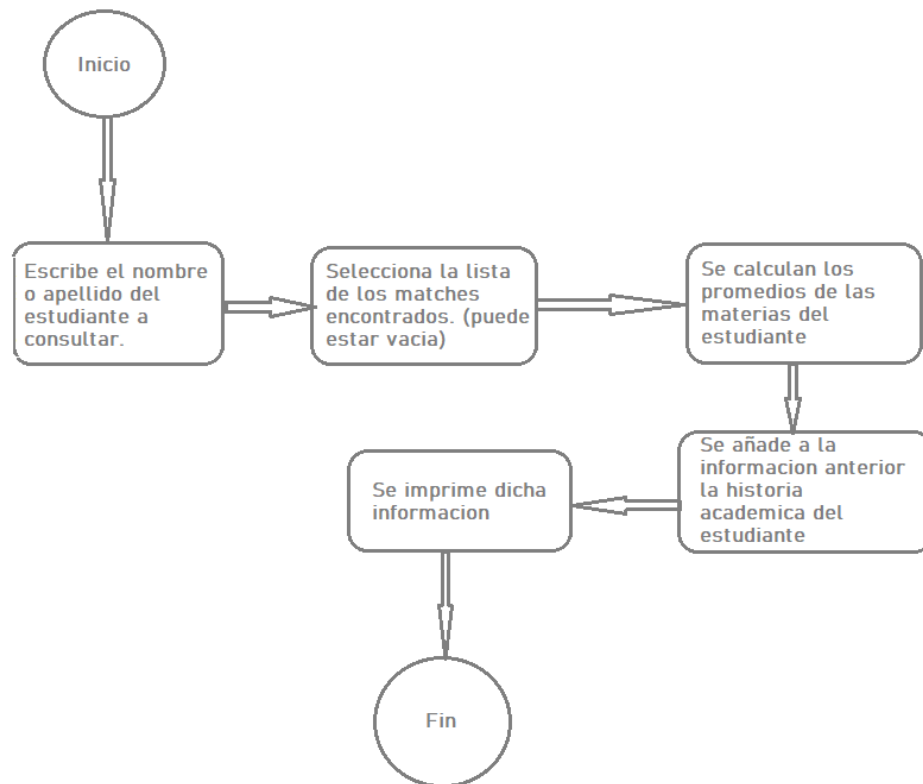 Inicio
Escribe el nombre
o apellido del
estudiante a
consultar.
Selecciona la lista
de los matches
encontrados. (puede
estar vacia)
Se calculan los
promedios de las
materias del
estudiante
Se añade a la
informacion anterior
la historia
academica del
estudiante
Se imprime dicha
informacion
Fin